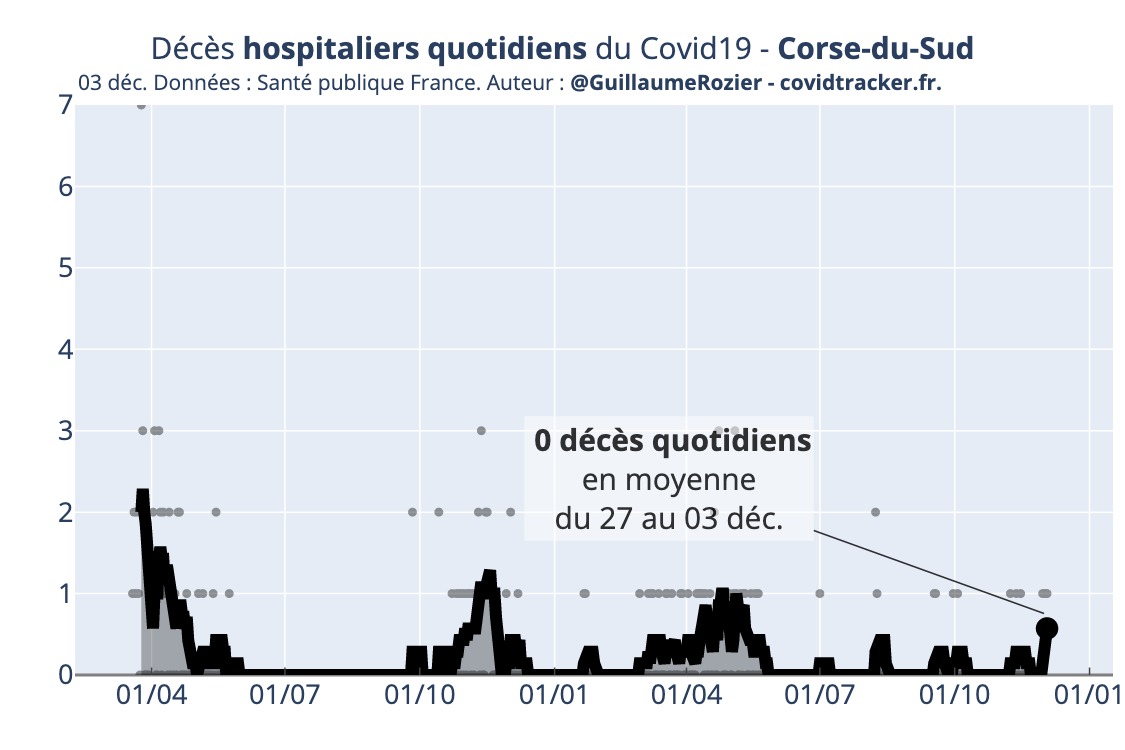 Décès hospitaliers quotidiens du Covid19 - Corse-du-Sud
03 déc. Données : Santé publique France. Auteur : @GuillaumeRozier - covidtracker.fr.
7
6
5
4
3
2
1
0
0 décès quotidiens
en moyenne
du 27 au 03 déc.
01/04 01/07 01/10 01/01 01/04 01/07 01/10 01/01